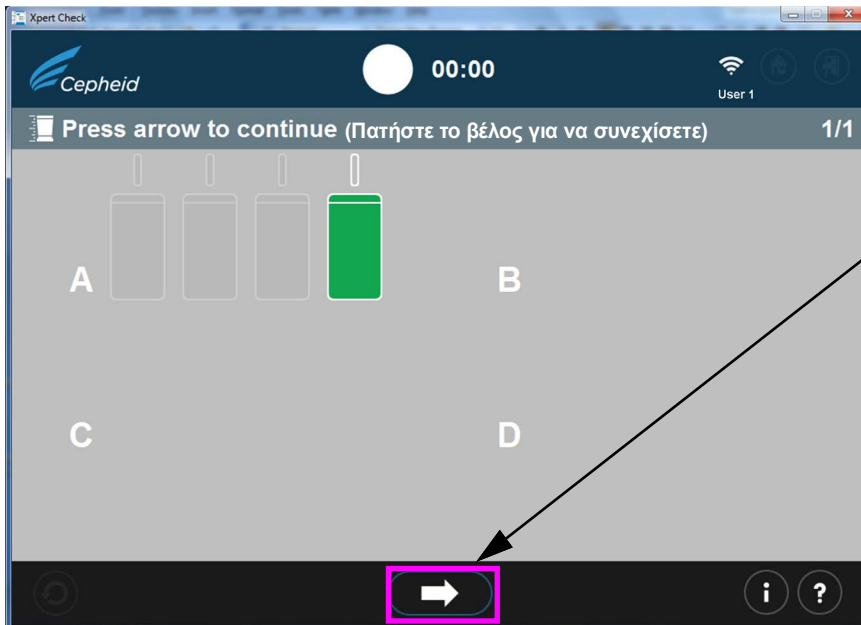 Xpert Check
Cepheid
00:00
User 1
Press arrow to continue (Πατήστε το βέλος για να συνεχίσετε) 1/1
A
B
C
D
i ?